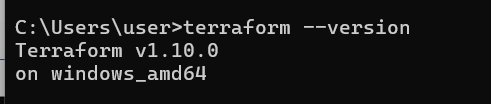 C:\Users\user>terraform --version
Terraform v1.10.0
on windows_amd64